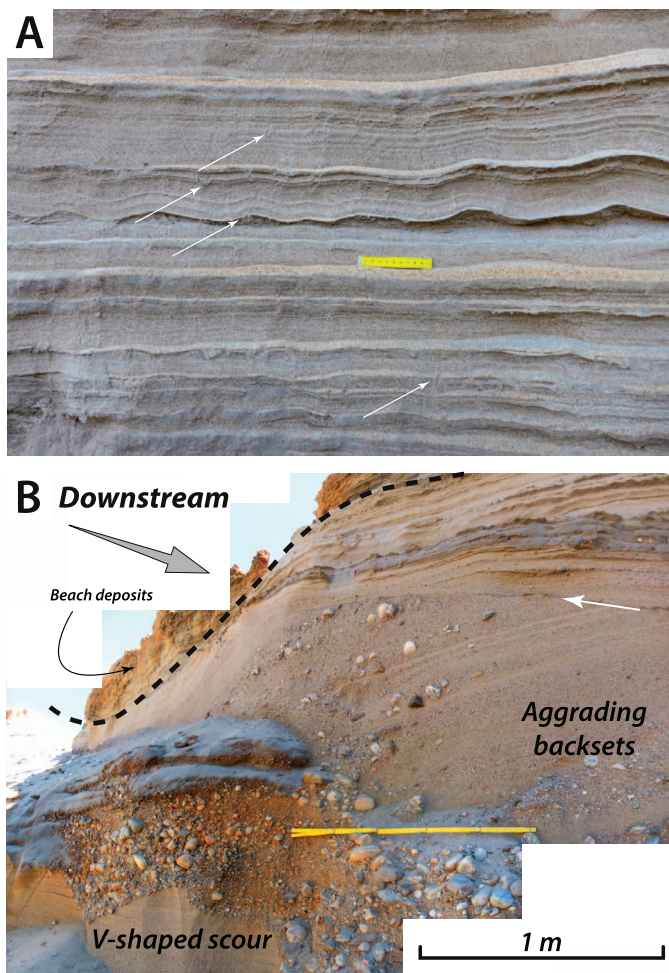 A
B
Downstream
Beach deposits
Aggrading
backsets
V-shaped scour
1 m